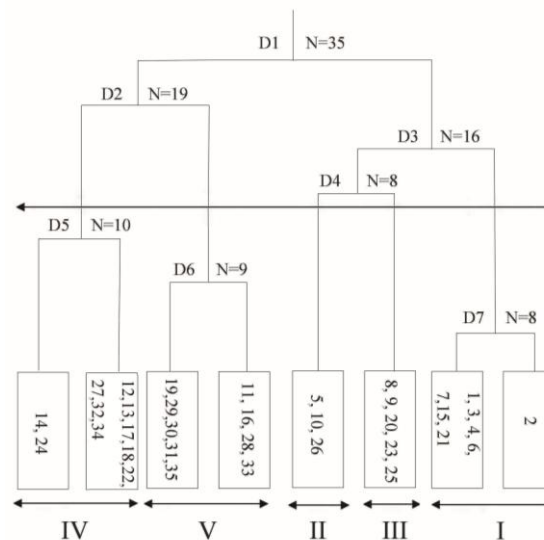 D1 N=35
D2 N=19
D3 N=16
D4 N=8
D5 N=10
D6 N=9
D7 N=8
14, 24
12,13,17,18,22,
27,32,34
19,29,30,31,35
11, 16, 28, 33
5, 10, 26
8, 9, 20, 23, 25
1, 3, 4, 6,
7,15, 21
2
IV V II III I